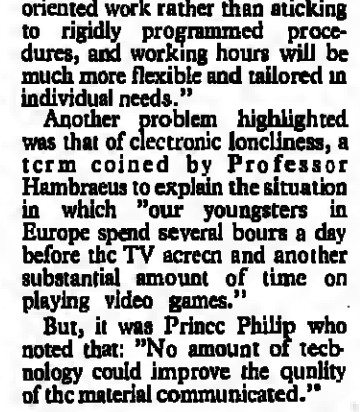 oriented work rather than sticking
to rigidly programmed proce-
dures, and working hours will be
much more flexible and tailored in
individual needs."
Another problem highlighted
was that of electronic loneliness, a
term coined by Professor
Hambraeus to explain the situation
in which "our youngsters in
Europe spend several hours a day
before the TV screen and another
substantial amount of time on
playing video games."
But, it was Prince Philip who
noted that: "No amount of tech-
nology could improve the quality
of the material communicated."